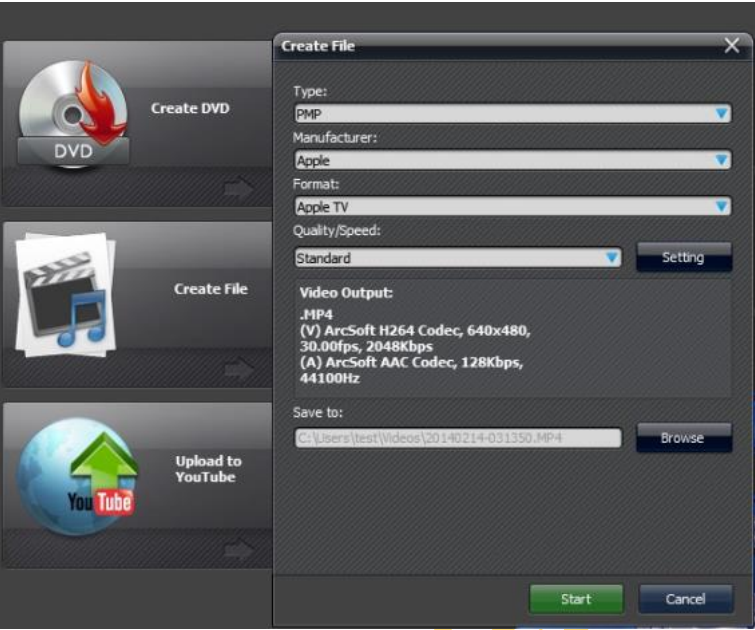 DVD
Create DVD
Create File
You Tube
Upload to
YouTube
Create File
Type:
PMP
Manufacturer:
Apple
Format:
Apple TV
Quality/Speed:
Standard
Setting
Video Output:
.MP4
(V) ArcSoft H264 Codec, 640x480,
30.00fps, 2048Kbps
(A) ArcSoft AAC Codec, 128Kbps,
44100Hz
Save to:
C:\Users\test\Videos\20140214-031350.MP4
Browse
Start
Cancel